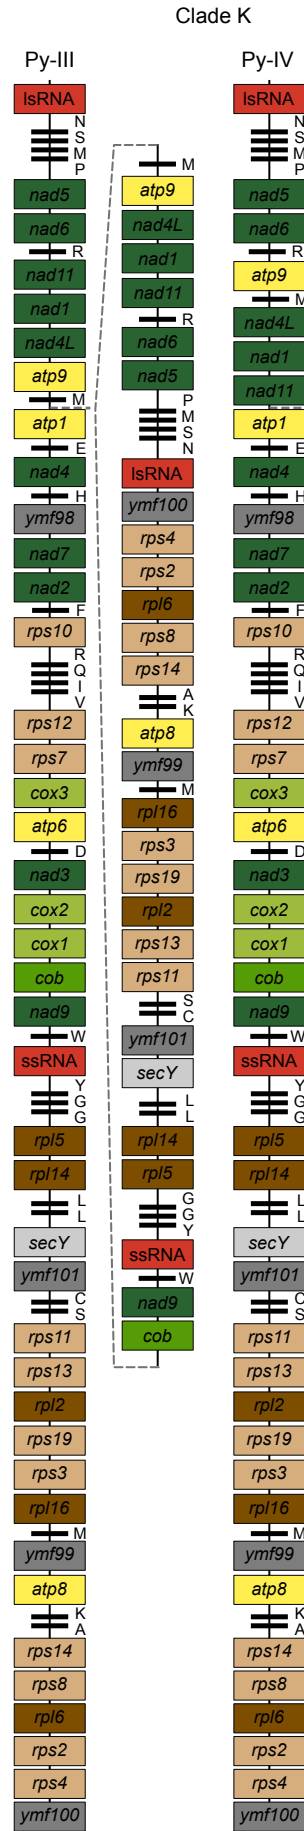 Clade K
Py-III
lsRNA
N
S
M
P
nad5
nad6
R
nad11
nad1
nad4L
atp9
M
atp1
E
nad4
H
ymf98
nad7
nad2
F
rps10
R
Q
I
V
rps12
rps7
cox3
atp6
D
nad3
cox2
cox1
cob
nad9
W
ssRNA
Y
G
G
rpl5
rpl14
L
L
secY
ymf101
C
S
rps11
rps13
rpl2
rps19
rps3
rpl16
M
ymf99
atp8
K
A
rps14
rps8
rpl6
rps2
rps4
ymf100
M
atp9
nad4L
nad1
nad11
R
nad6
nad5
P
M
S
N
lsRNA
ymf100
rps4
rps2
rpl6
rps8
rps14
A
K
atp8
ymf99
M
rpl16
rps3
rps19
rpl2
rps13
rps11
S
C
ymf101
secY
L
L
rpl14
rpl5
G
G
Y
ssRNA
W
nad9
cob
Py-IV
lsRNA
N
S
M
P
nad5
nad6
R
atp9
M
nad4L
nad1
nad11
atp1
E
nad4
H
ymf98
nad7
nad2
F
rps10
R
Q
I
V
rps12
rps7
cox3
atp6
D
nad3
cox2
cox1
cob
nad9
W
ssRNA
Y
G
G
rpl5
rpl14
L
L
secY
ymf101
C
S
rps11
rps13
rpl2
rps19
rps3
rpl16
M
ymf99
atp8
K
A
rps14
rps8
rpl6
rps2
rps4
ymf100